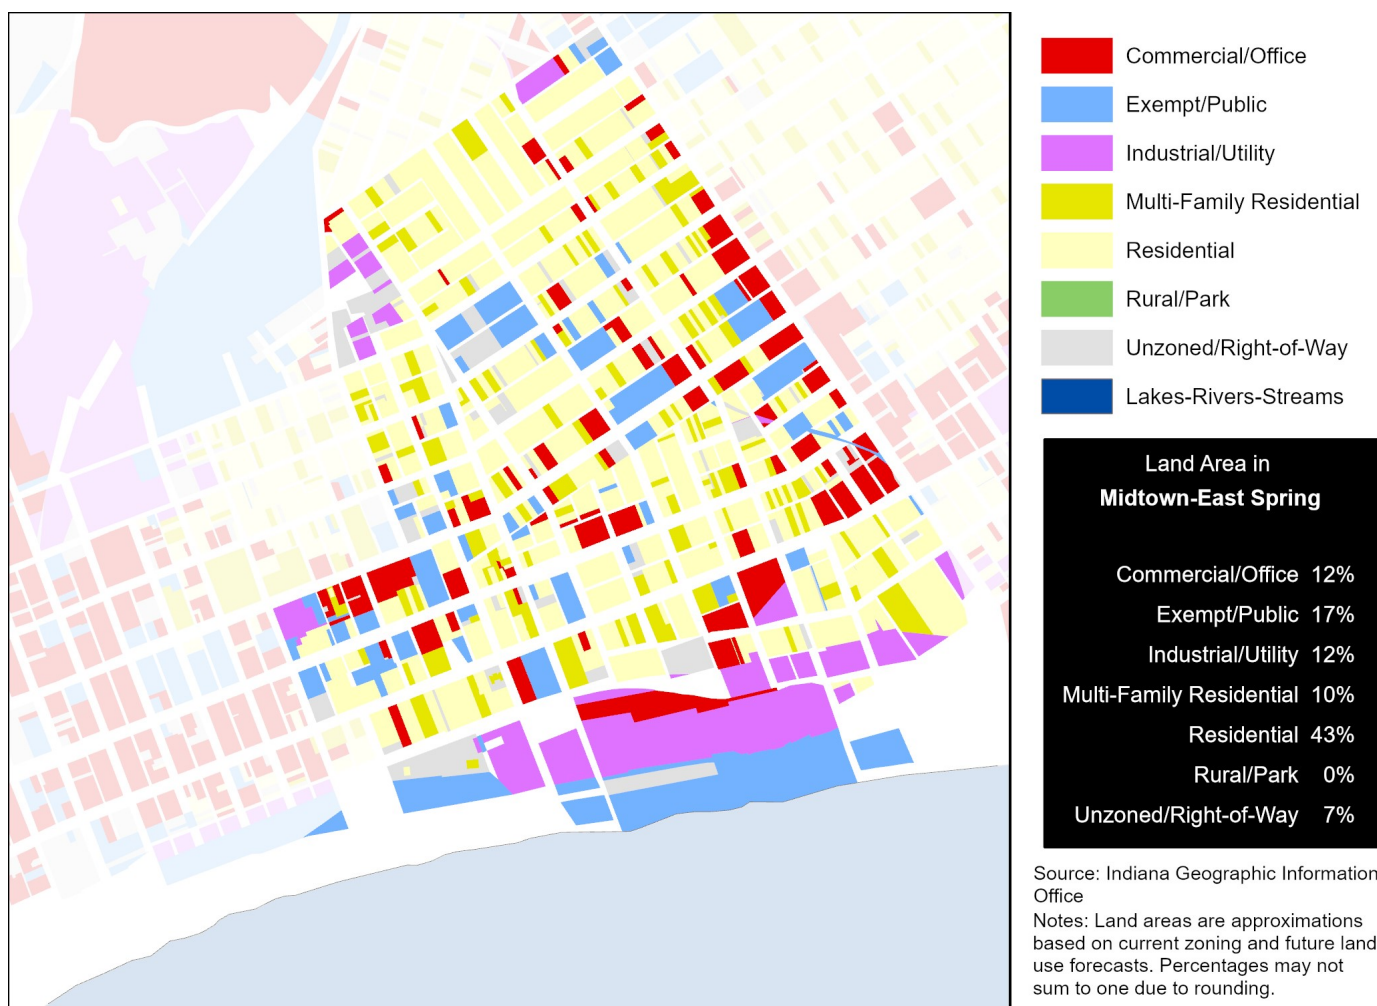 Commercial/Office
Exempt/Public
Industrial/Utility
Multi-Family Residential
Residential
Rural/Park
Unzoned/Right-of-Way
Lakes-Rivers-Streams
Land Area in
Midtown-East Spring
Commercial/Office 12%
Exempt/Public 17%
Industrial/Utility 12%
Multi-Family Residential 10%
Residential 43%
Rural/Park 0%
Unzoned/Right-of-Way 7%
Source: Indiana Geographic Information
Office
Notes: Land areas are approximations
based on current zoning and future land
use forecasts. Percentages may not
sum to one due to rounding.